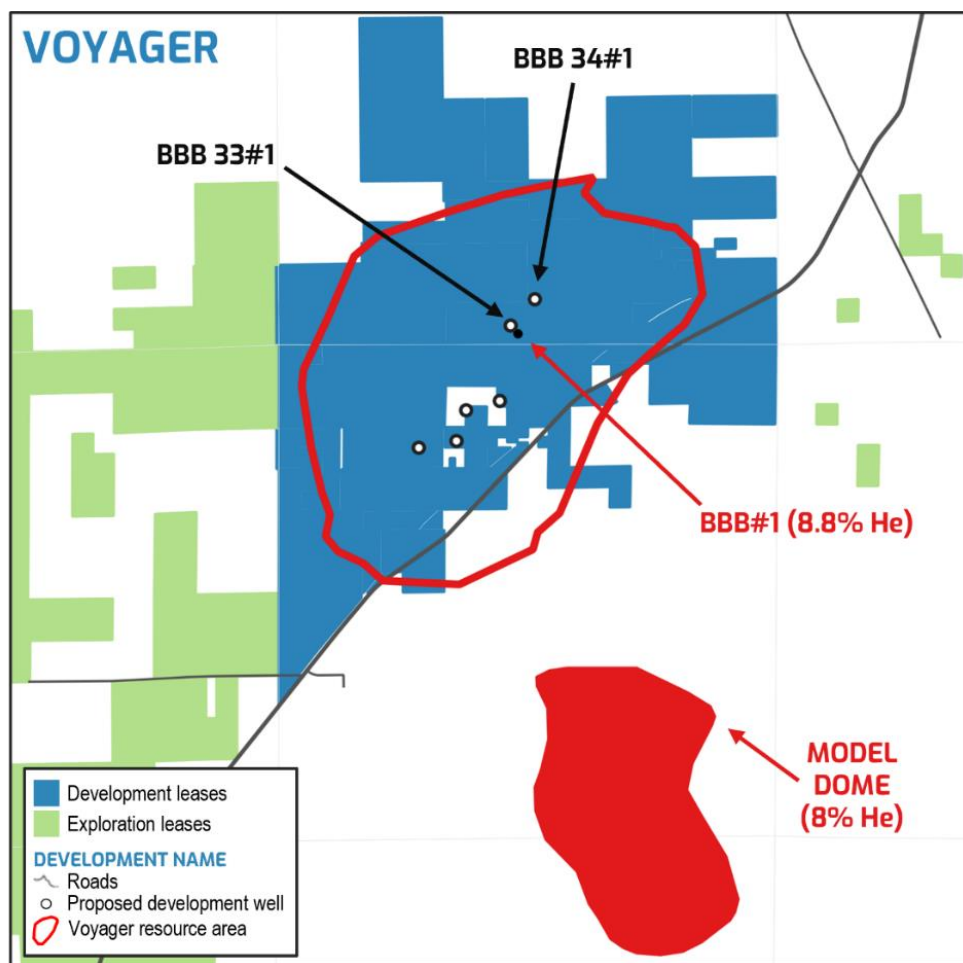 VOYAGER
BBB 34#1
BBB 33#1
BBB#1 (8.8% He)
MODEL
DOME
(8% He)
Development leases
Exploration leases
DEVELOPMENT NAME
Roads
Proposed development well
Voyager resource area